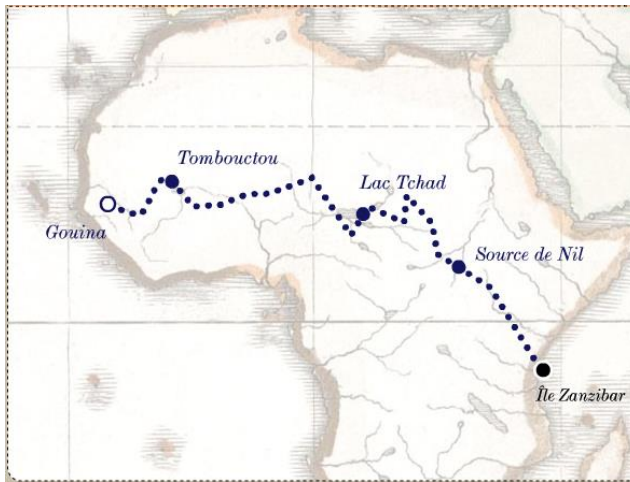 Tombouctou
Lac Tchad
Gouina
Source de Nil
Île Zanzibar